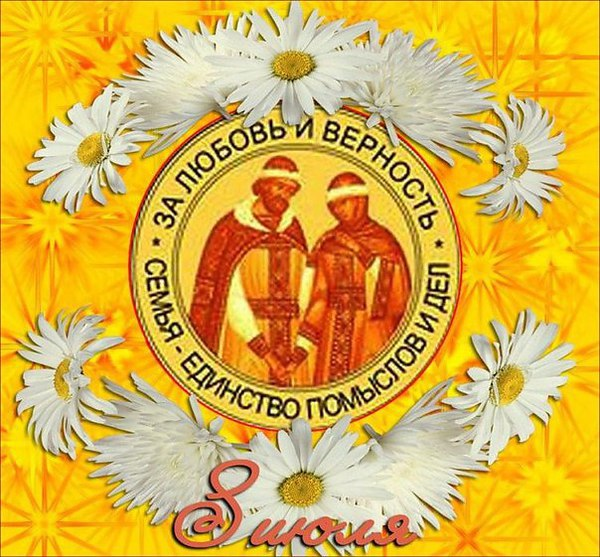 * ЗА ЛЮБОВЬ И ВЕРНОСТЬ *
СЕМЬЯ - ЕДИНСТВО ПОМЫСЛОВ И ДЕЛ
8 июля